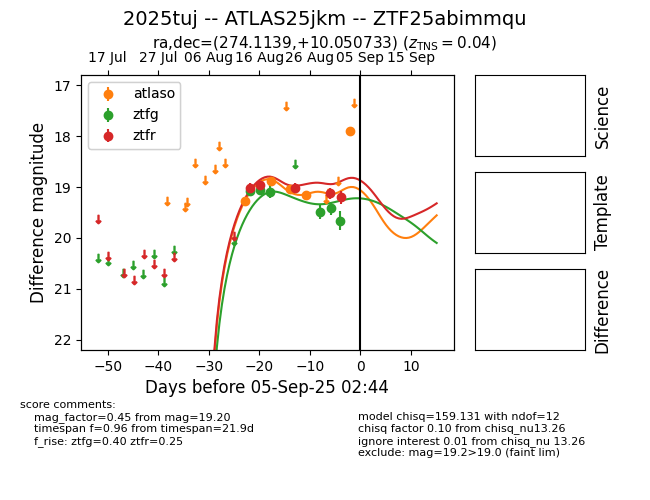 2025tuj -- ATLAS25jkm -- ZTF25abimmqu
ra,dec=(274.1139,+10.050733) (zTNS = 0.04)
17 Jul 27 Jul 06 Aug 16 Aug 26 Aug 05 Sep 15 Sep
17
18
19
20
21
22
Difference magnitude
atlaso
ztfg
ztfr
−50 −40 −30 −20 −10 0 10
Days before 05-Sep-25 02:44
Science
Template
Difference
score comments:
mag_factor=0.45 from mag=19.20
timespan f=0.96 from timespan=21.9d
f_rise: ztfg=0.40 ztfr=0.25
model chisq=159.131 with ndof=12
chisq factor 0.10 from chisq_nu13.26
ignore interest 0.01 from chisq_nu 13.26
exclude: mag=19.2>19.0 (faint lim)